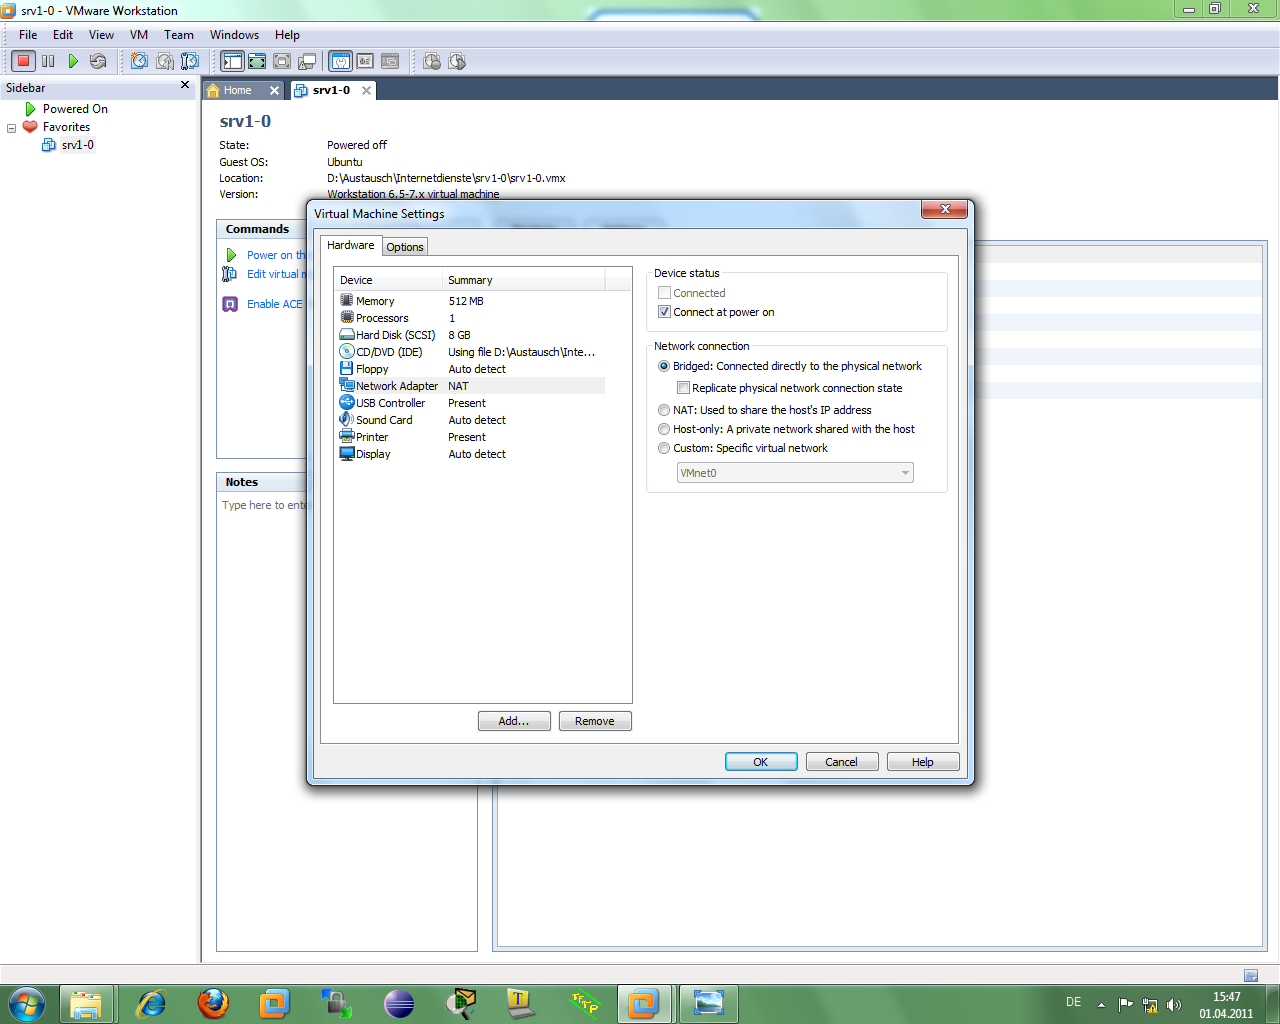 srv1-0 - VMware Workstation
File Edit View VM Team Windows Help
Sidebar
Powered On
Favorites
srv1-0
Home
srv1-0
srv1-0
State: Powered off
Guest OS: Ubuntu
Location: D:\Austausch\Internetdienste\srv1-0\srv1-0.vmx
Version: Workstation 6.5-7.x virtual machine
Commands
Power on th
Edit virtual m
Enable ACE
Notes
Type here to ente
Virtual Machine Settings
Hardware Options
Device Summary
Memory 512 MB
Processors 1
Hard Disk (SCSI) 8 GB
CD/DVD (IDE) Using file D:\Austausch\Inte...
Floppy Auto detect
Network Adapter NAT
USB Controller Present
Sound Card Auto detect
Printer Present
Display Auto detect
Add... Remove
Device status
Connected
Connect at power on
Network connection
Bridged: Connected directly to the physical network
Replicate physical network connection state
NAT: Used to share the host's IP address
Host-only: A private network shared with the host
Custom: Specific virtual network
VMnet0
OK Cancel Help
DE
15:47
01.04.2011